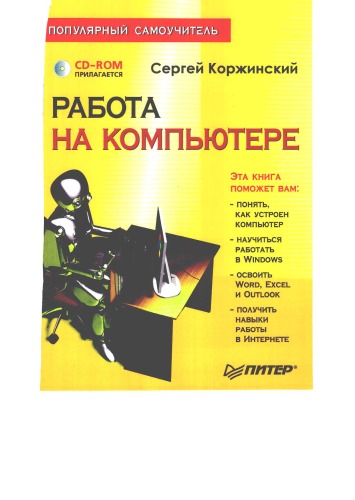 ПОПУЛЯРНЫЙ САМОУЧИТЕЛЬ
CD-ROM
ПРИЛАГАЕТСЯ
Сергей Коржинский
РАБОТА
НА КОМПЬЮТЕРЕ
ЭТА КНИГА
ПОМОЖЕТ ВАМ:
- ПОНЯТЬ,
КАК УСТРОЕН
КОМПЬЮТЕР
- НАУЧИТЬСЯ
РАБОТАТЬ
В WINDOWS
- ОСВОИТЬ
WORD, EXCEL
И OUTLOOK
- ПОЛУЧИТЬ
НАВЫКИ
РАБОТЫ
В ИНТЕРНЕТЕ
ПИТЕР®